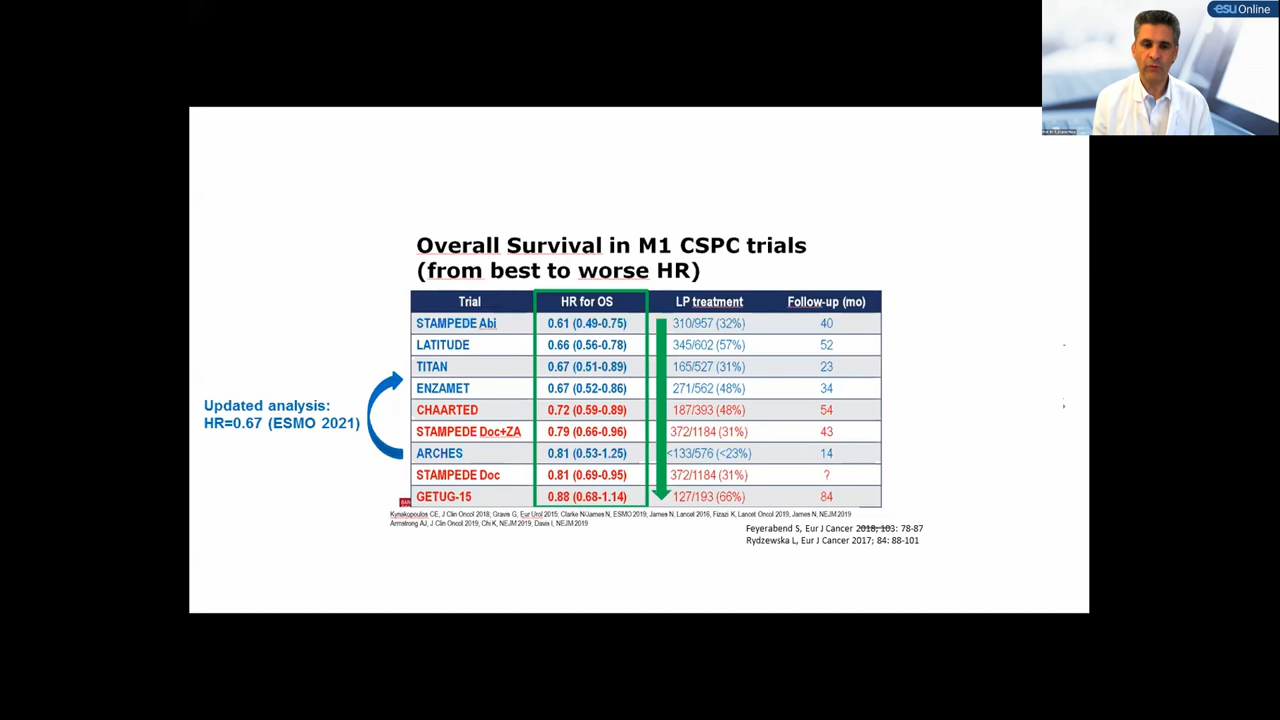 esu Online
Overall Survival in M1 CSPC trials
(from best to worse HR)
Trial HR for OS LP treatment Follow-up (mo)
STAMPEDE Abi 0.61 (0.49-0.75) 310/957 (32%) 40
LATITUDE 0.66 (0.56-0.78) 345/602 (57%) 52
TITAN 0.67 (0.51-0.89) 165/527 (31%) 23
ENZAMET 0.67 (0.52-0.86) 271/562 (48%) 34
CHAARTED 0.72 (0.59-0.89) 187/393 (48%) 54
STAMPEDE Doc+ZA 0.79 (0.66-0.96) 372/1184 (31%) 43
ARCHES 0.81 (0.53-1.25) <133/576 (<23%) 14
STAMPEDE Doc 0.81 (0.69-0.95) 372/1184 (31%) ?
GETUG-15 0.88 (0.68-1.14) 127/193 (66%) 84
Updated analysis:
HR=0.67 (ESMO 2021)
Kyriakopoulos CE, J Clin Oncol 2018; Gravis G, Eur Urol 2015; Clarke N/James N, ESMO 2019, James N, Lancet 2016, Fizazi K, Lancet Oncol 2019, James N, NEJM 2019
Armstrong AJ, J Clin Oncol 2019, Chi K, NEJM 2019, Davis I, NEJM 2019
Feyerabend S, Eur J Cancer 2018; 103: 78-87
Rydzewska L, Eur J Cancer 2017; 84: 88-101